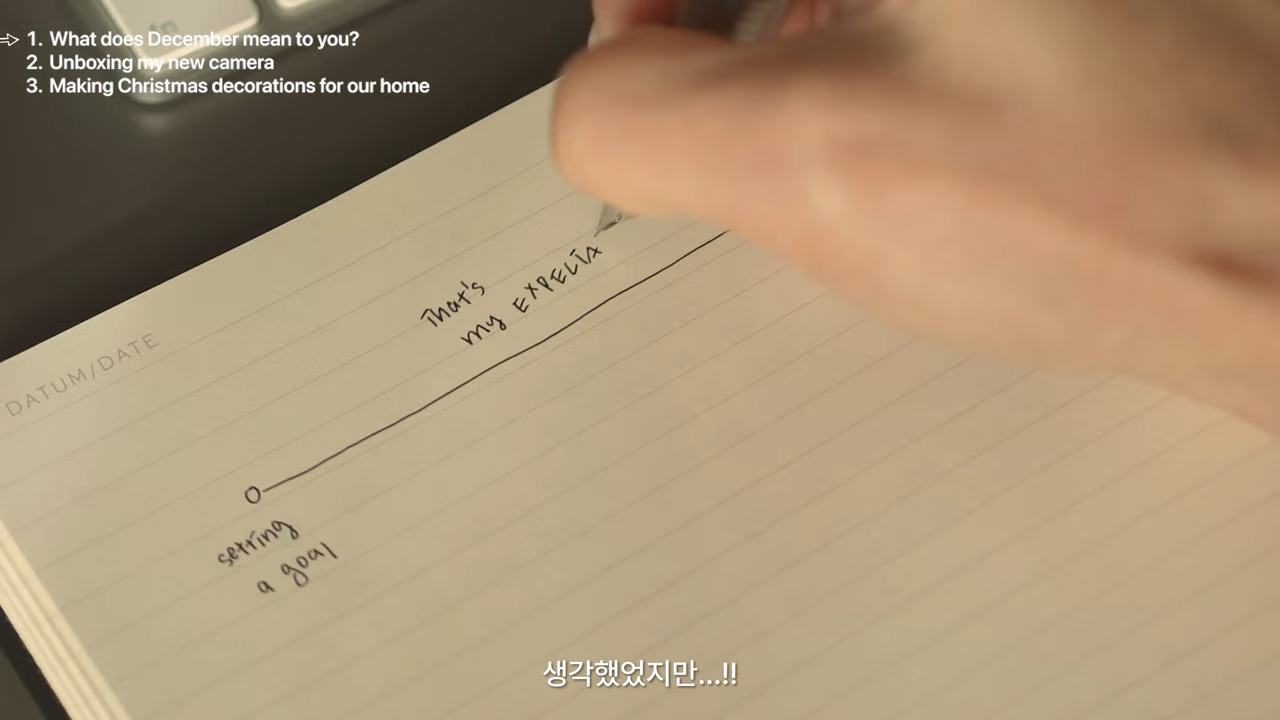 1. What does December mean to you?
2. Unboxing my new camera
3. Making Christmas decorations for our home
DATUM/DATE
That's
my EXPECTA
setting
a goal
생각했었지만...!!